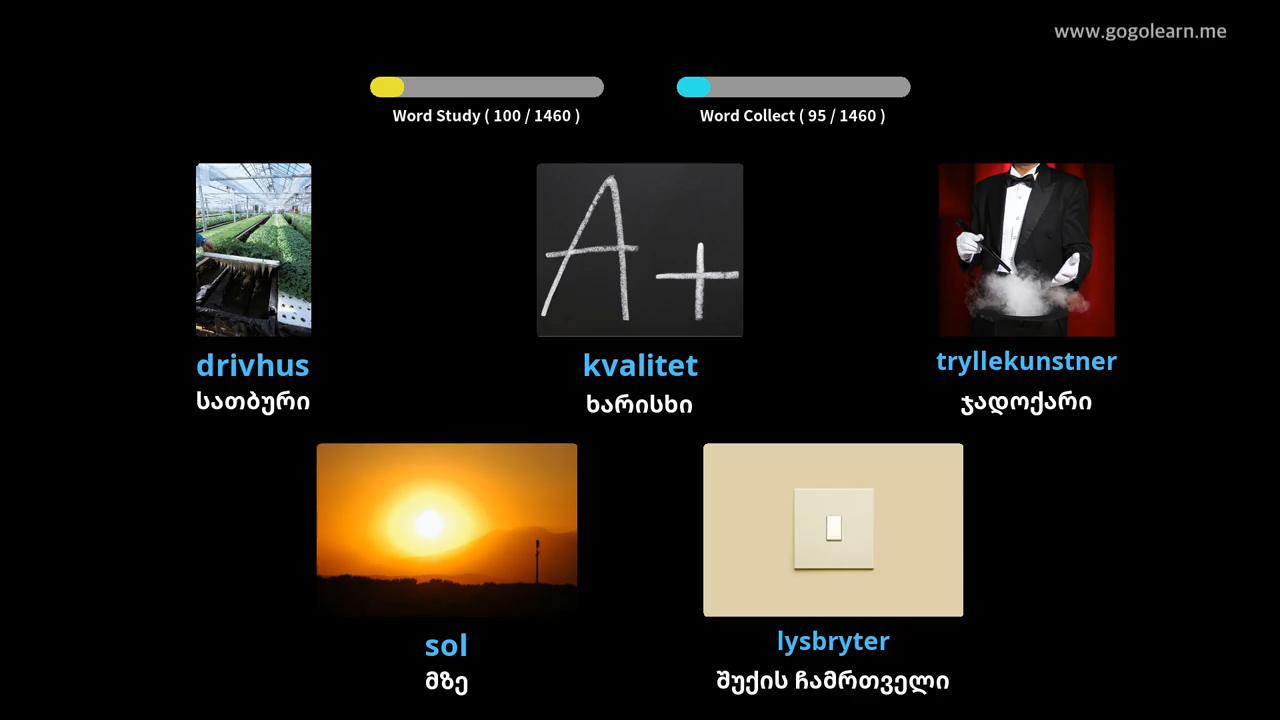 www.gogolearn.me
Word Study ( 100 / 1460 )
Word Collect ( 95 / 1460 )
A+
drivhus
სათბური
kvalitet
ხარისხი
tryllekunstner
ჯადოქარი
sol
მზე
lysbryter
შუქის ჩამრთველი